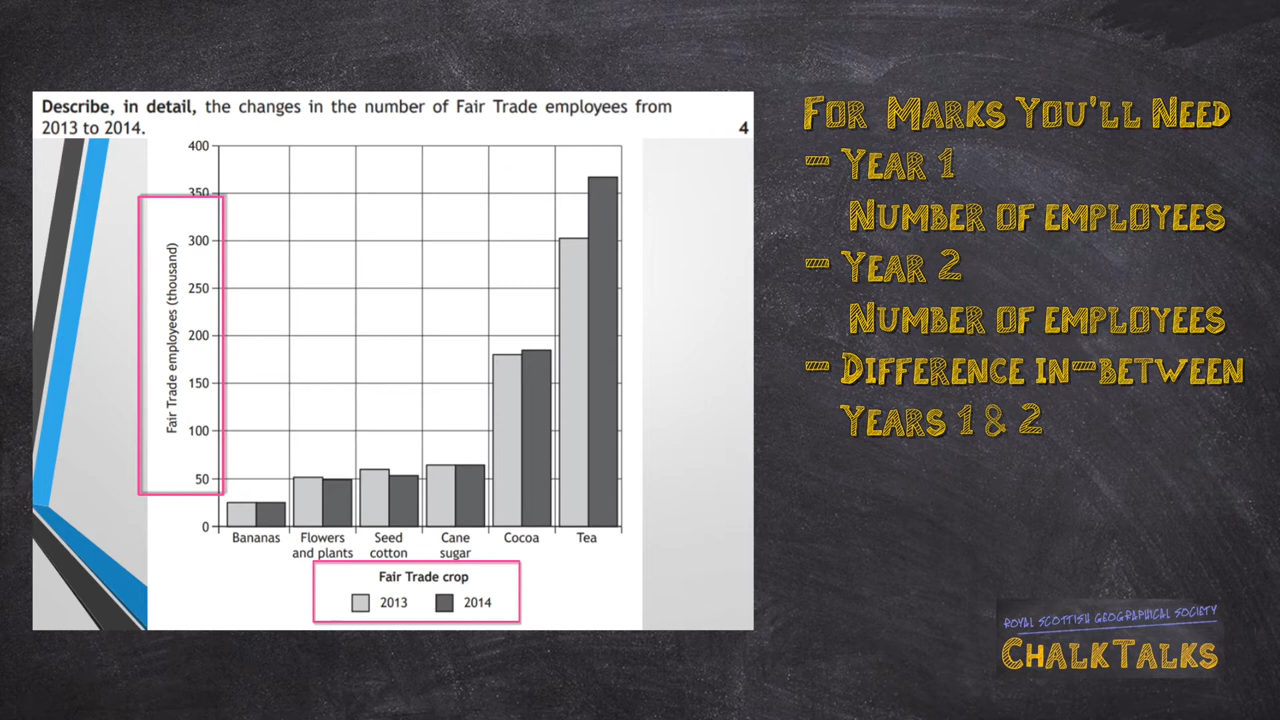 Describe, in detail, the changes in the number of Fair Trade employees from
2013 to 2014.
4
400
350
300
250
200
150
100
50
0
Fair Trade employees (thousand)
Bananas
Flowers
and plants
Seed
cotton
Cane
sugar
Cocoa
Tea
Fair Trade crop
2013
2014
For Marks You'll Need
- Year 1
Number of employees
- Year 2
Number of employees
- Difference in-between
Years 1 & 2
Royal Scottish Geographical Society
ChalkTalks